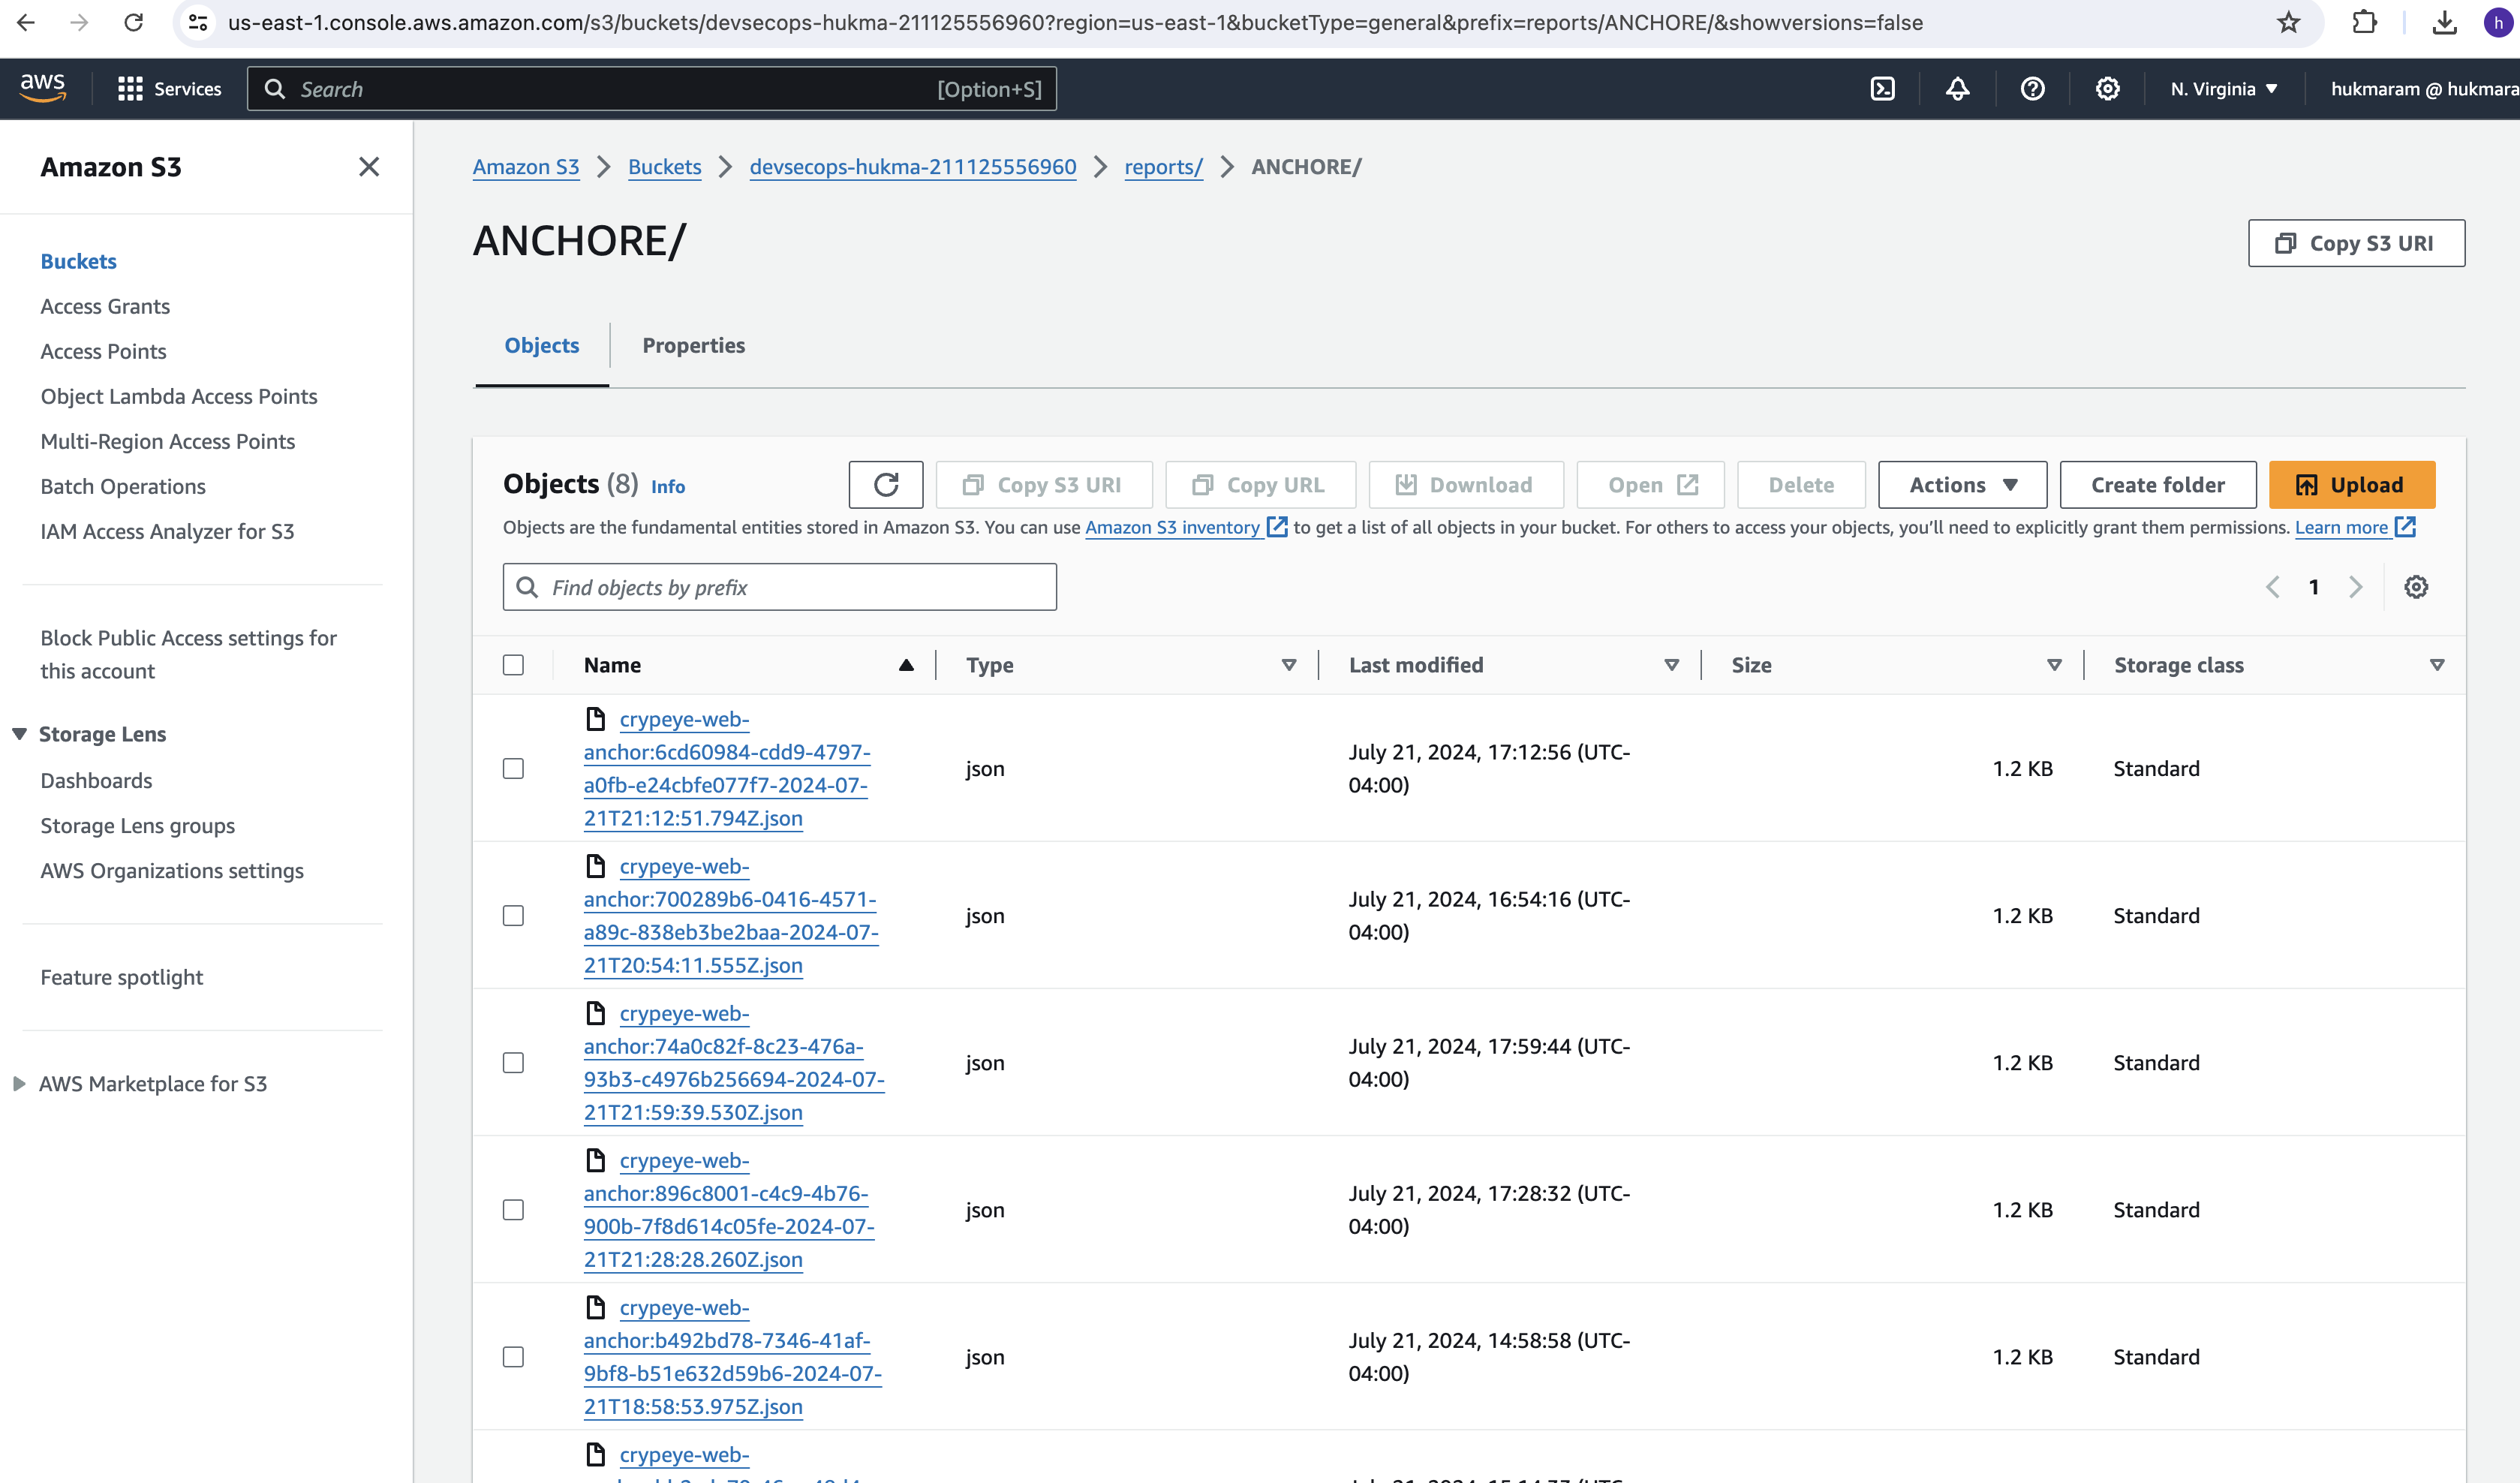 us-east-1.console.aws.amazon.com/s3/buckets/devsecops-hukma-211125556960?region=us-east-1&bucketType=general&prefix=reports/ANCHORE/&showversions=false
h
aws
Services
Search
[Option+S]
N. Virginia
hukmaram @ hukmara
Amazon S3
Buckets
Access Grants
Access Points
Object Lambda Access Points
Multi-Region Access Points
Batch Operations
IAM Access Analyzer for S3
Block Public Access settings for
this account
Storage Lens
Dashboards
Storage Lens groups
AWS Organizations settings
Feature spotlight
AWS Marketplace for S3
Amazon S3 > Buckets > devsecops-hukma-211125556960 > reports/ > ANCHORE/
ANCHORE/
Copy S3 URI
Objects
Properties
Objects (8) Info
Copy S3 URI
Copy URL
Download
Open
Delete
Actions
Create folder
Upload
Objects are the fundamental entities stored in Amazon S3. You can use Amazon S3 inventory to get a list of all objects in your bucket. For others to access your objects, you’ll need to explicitly grant them permissions. Learn more
Find objects by prefix
1
Name
Type
Last modified
Size
Storage class
crypeye-web-
anchor:6cd60984-cdd9-4797-
a0fb-e24cbfe077f7-2024-07-
21T21:12:51.794Z.json
json
July 21, 2024, 17:12:56 (UTC-
04:00)
1.2 KB
Standard
crypeye-web-
anchor:700289b6-0416-4571-
a89c-838eb3be2baa-2024-07-
21T20:54:11.555Z.json
json
July 21, 2024, 16:54:16 (UTC-
04:00)
1.2 KB
Standard
crypeye-web-
anchor:74a0c82f-8c23-476a-
93b3-c4976b256694-2024-07-
21T21:59:39.530Z.json
json
July 21, 2024, 17:59:44 (UTC-
04:00)
1.2 KB
Standard
crypeye-web-
anchor:896c8001-c4c9-4b76-
900b-7f8d614c05fe-2024-07-
21T21:28:28.260Z.json
json
July 21, 2024, 17:28:32 (UTC-
04:00)
1.2 KB
Standard
crypeye-web-
anchor:b492bd78-7346-41af-
9bf8-b51e632d59b6-2024-07-
21T18:58:53.975Z.json
json
July 21, 2024, 14:58:58 (UTC-
04:00)
1.2 KB
Standard
crypeye-web-